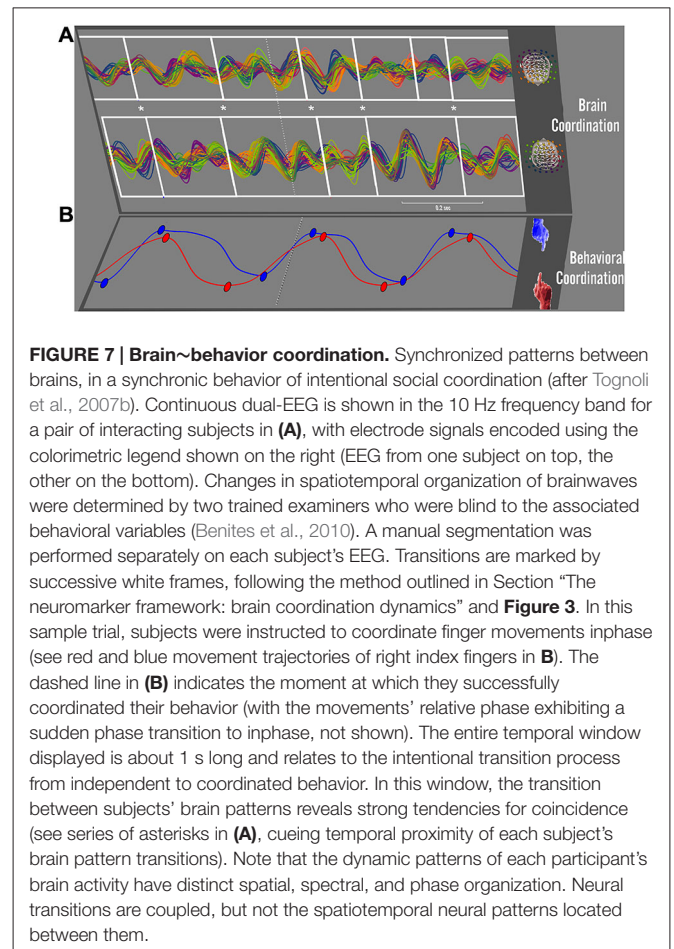 A
* * * * *
Brain
Coordination
0.2 sec
B
Behavioral
Coordination
FIGURE 7 | Brain~behavior coordination. Synchronized patterns between
brains, in a synchronic behavior of intentional social coordination (after Tognoli
et al., 2007b). Continuous dual-EEG is shown in the 10 Hz frequency band for
a pair of interacting subjects in (A), with electrode signals encoded using the
colorimetric legend shown on the right (EEG from one subject on top, the
other on the bottom). Changes in spatiotemporal organization of brainwaves
were determined by two trained examiners who were blind to the associated
behavioral variables (Benites et al., 2010). A manual segmentation was
performed separately on each subject's EEG. Transitions are marked by
successive white frames, following the method outlined in Section “The
neuromarker framework: brain coordination dynamics” and Figure 3. In this
sample trial, subjects were instructed to coordinate finger movements inphase
(see red and blue movement trajectories of right index fingers in B). The
dashed line in (B) indicates the moment at which they successfully
coordinated their behavior (with the movements' relative phase exhibiting a
sudden phase transition to inphase, not shown). The entire temporal window
displayed is about 1 s long and relates to the intentional transition process
from independent to coordinated behavior. In this window, the transition
between subjects' brain patterns reveals strong tendencies for coincidence
(see series of asterisks in (A), cueing temporal proximity of each subject's
brain pattern transitions). Note that the dynamic patterns of each participant's
brain activity have distinct spatial, spectral, and phase organization. Neural
transitions are coupled, but not the spatiotemporal neural patterns located
between them.